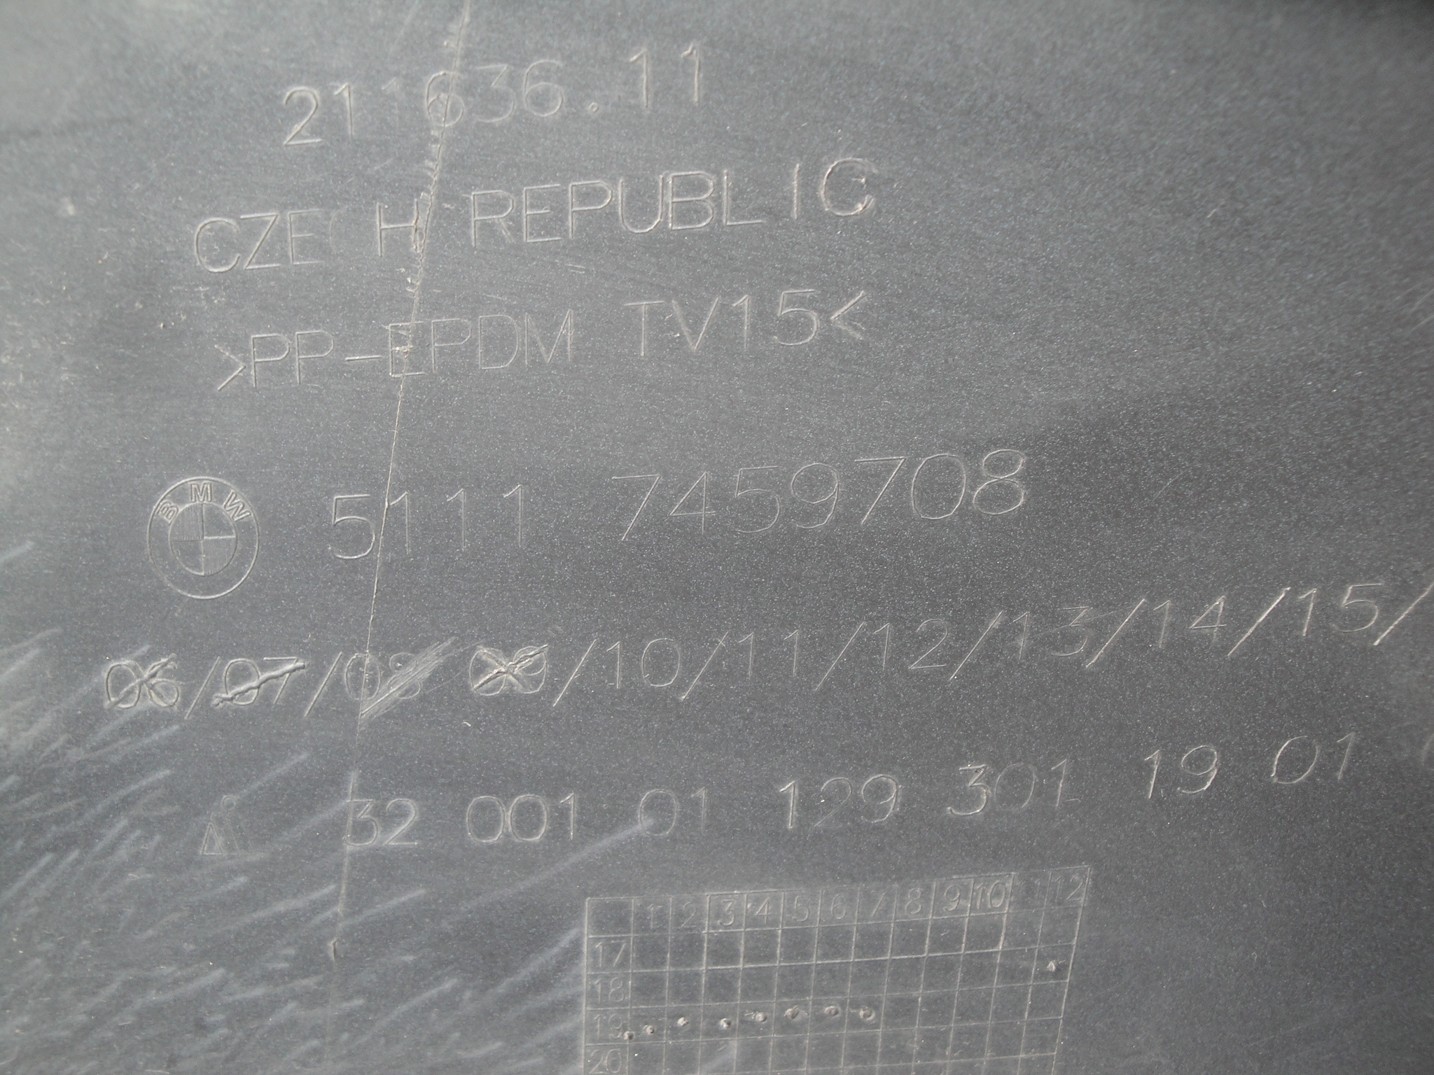 211636.11
CZECH REPUBLIC
>PP-EPDM TV15<
BMW 5111 7459708
06/07/08 09/10/11/12/13/14/15/
32 001 01 129 301 19 01
1 2 3 4 5 6 7 8 9 10 11 12
17
18
19
20